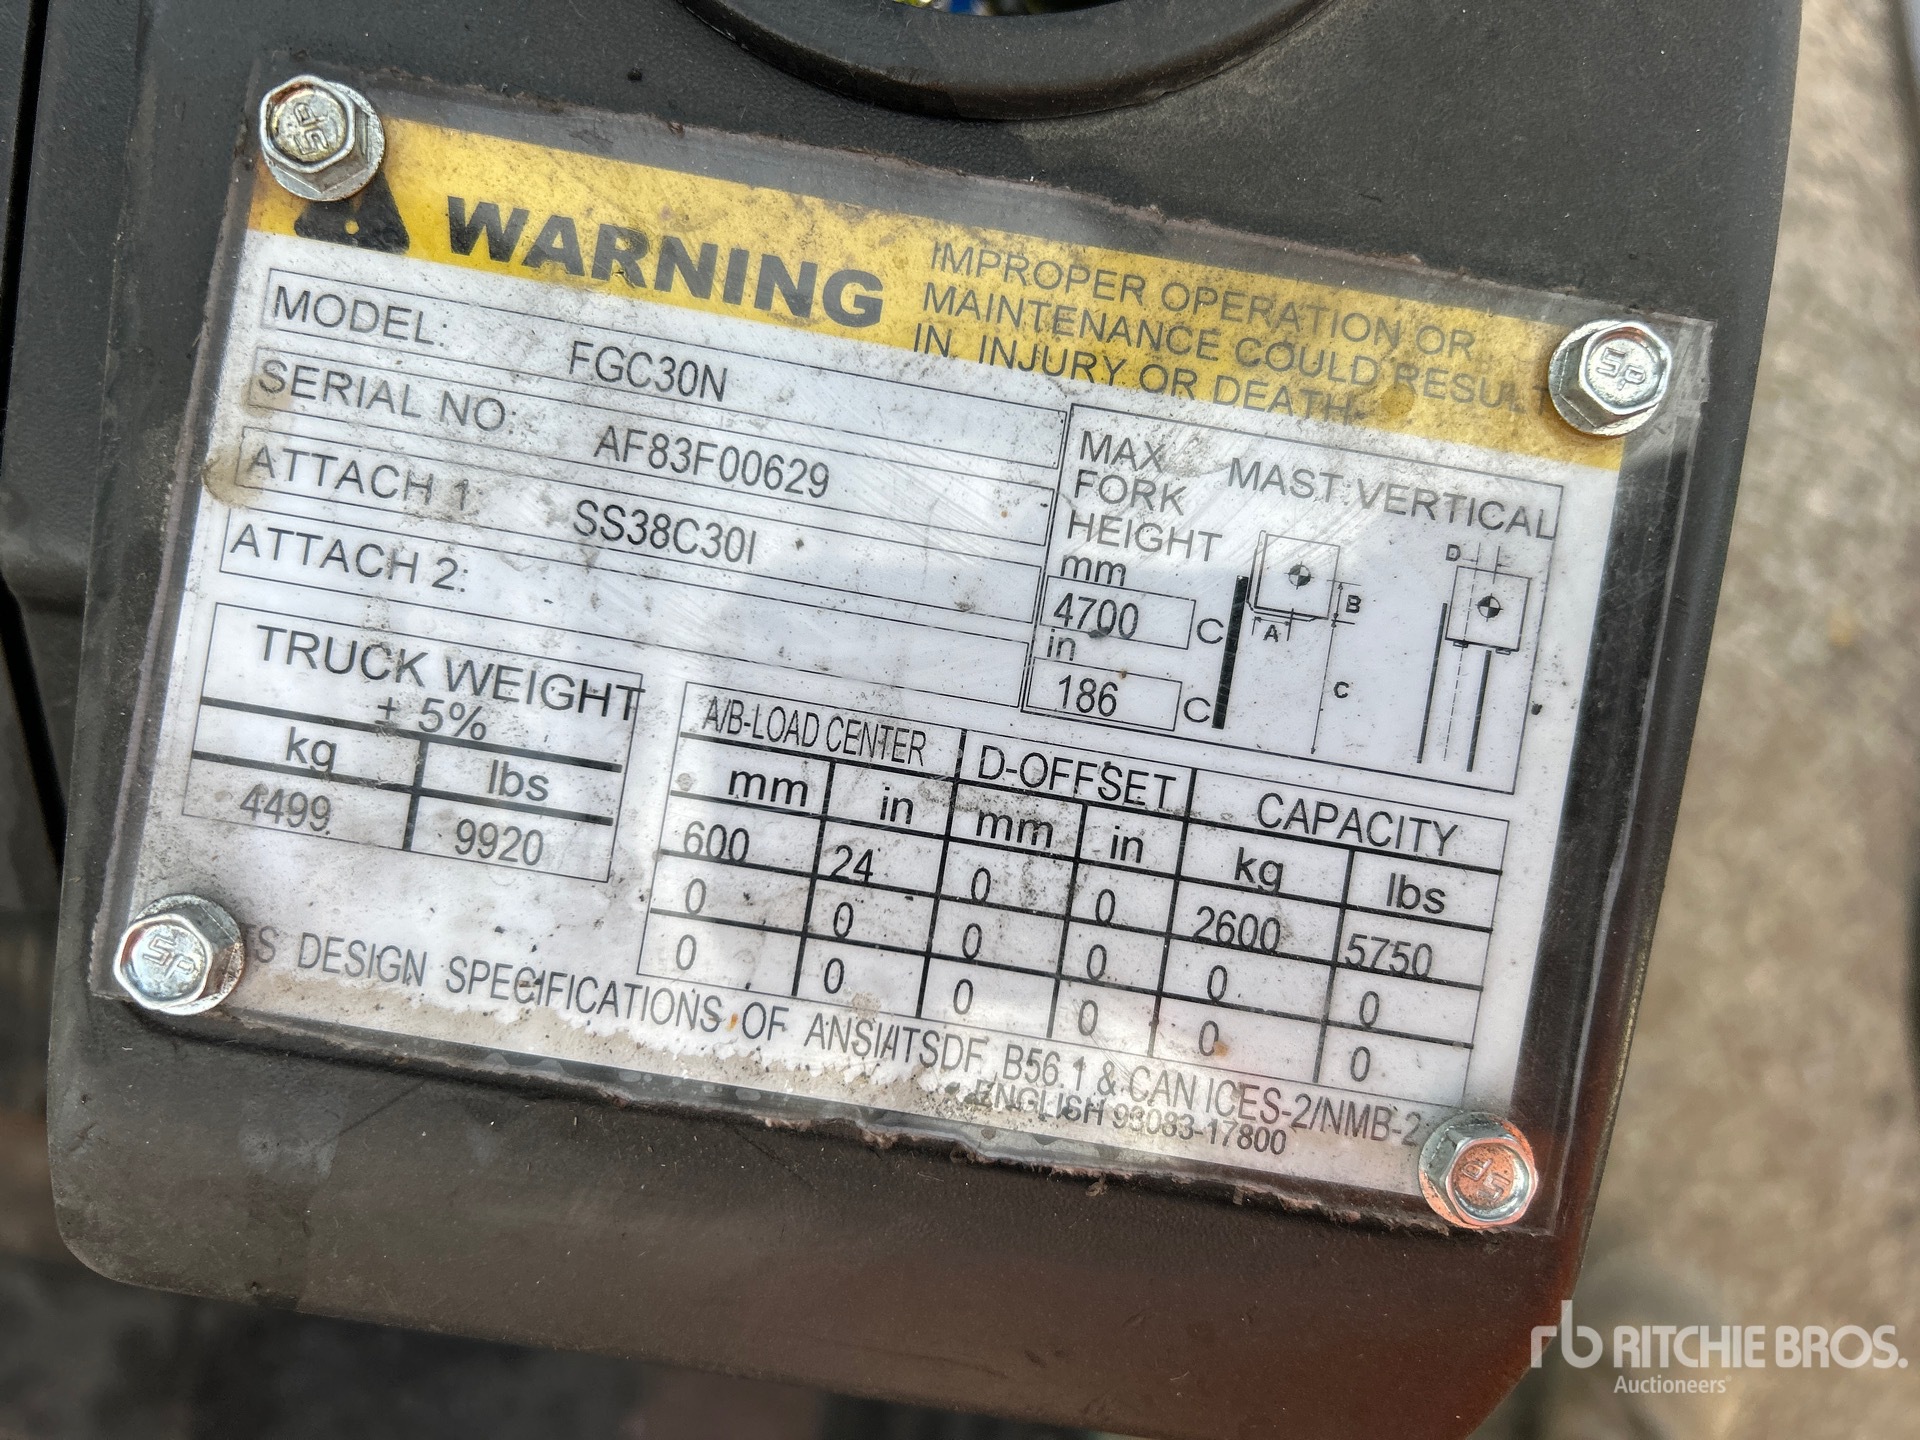 WARNING
IMPROPER OPERATION OR
MAINTENANCE COULD RESULT
IN INJURY OR DEATH.
MODEL: FGC30N
SERIAL NO: AF83F00629
ATTACH 1: SS38C30I
ATTACH 2:
MAX
FORK
HEIGHT
mm
4700 C
in
186 C
MAST VERTICAL
A B C D
TRUCK WEIGHT
± 5%
kg lbs
4499 9920
A/B-LOAD CENTER D-OFFSET CAPACITY
mm in mm in kg lbs
600 24 0 0 2600 5750
0 0 0 0 0 0
0 0 0 0 0 0
DESIGN SPECIFICATIONS OF ANSI/ITSDF B56.1 & CAN ICES-2/NMB-2
ENGLISH 93083-17800
rb RITCHIE BROS.
Auctioneers